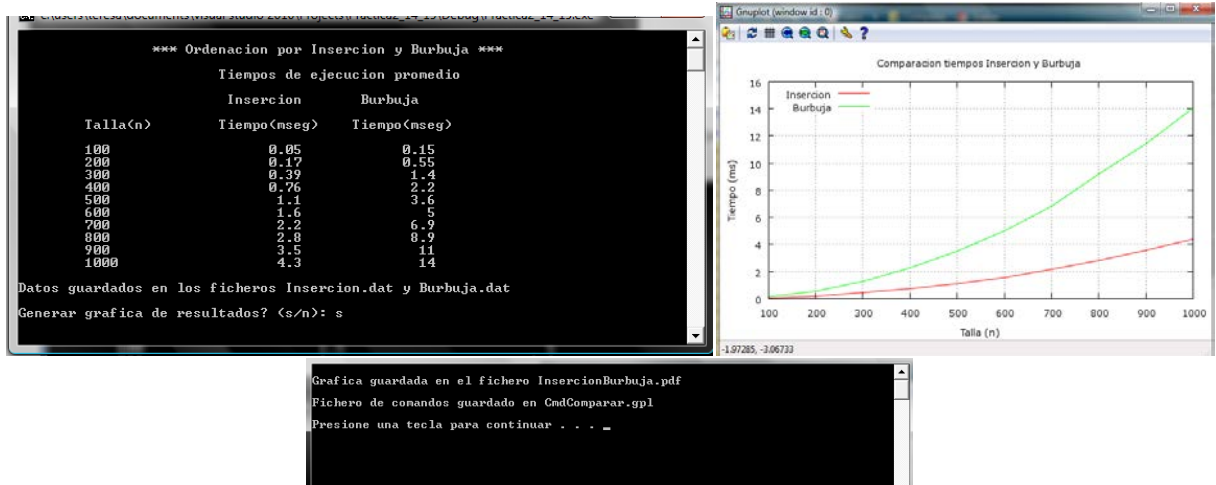 *** Ordenacion por Insercion y Burbuja ***
Tiempos de ejecucion promedio
Insercion Burbuja
Talla(n) Tiempo(mseg) Tiempo(mseg)
100 0.05 0.15
200 0.17 0.55
300 0.39 1.4
400 0.76 2.2
500 1.1 3.6
600 1.6 5
700 2.2 6.9
800 2.8 8.9
900 3.5 11
1000 4.3 14
Datos guardados en los ficheros Insercion.dat y Burbuja.dat
Generar grafica de resultados? (s/n): s
Gnuplot (window id : 0)
Comparacion tiempos Insercion y Burbuja
Insercion
Burbuja
16
14
12
10
8
6
4
2
0
Tiempo (ms)
100 200 300 400 500 600 700 800 900 1000
Talla (n)
-1.97285, -3.06733
Grafica guardada en el fichero InsercionBurbuja.pdf
Fichero de comandos guardado en CmdComparar.gpl
Presione una tecla para continuar . . . _